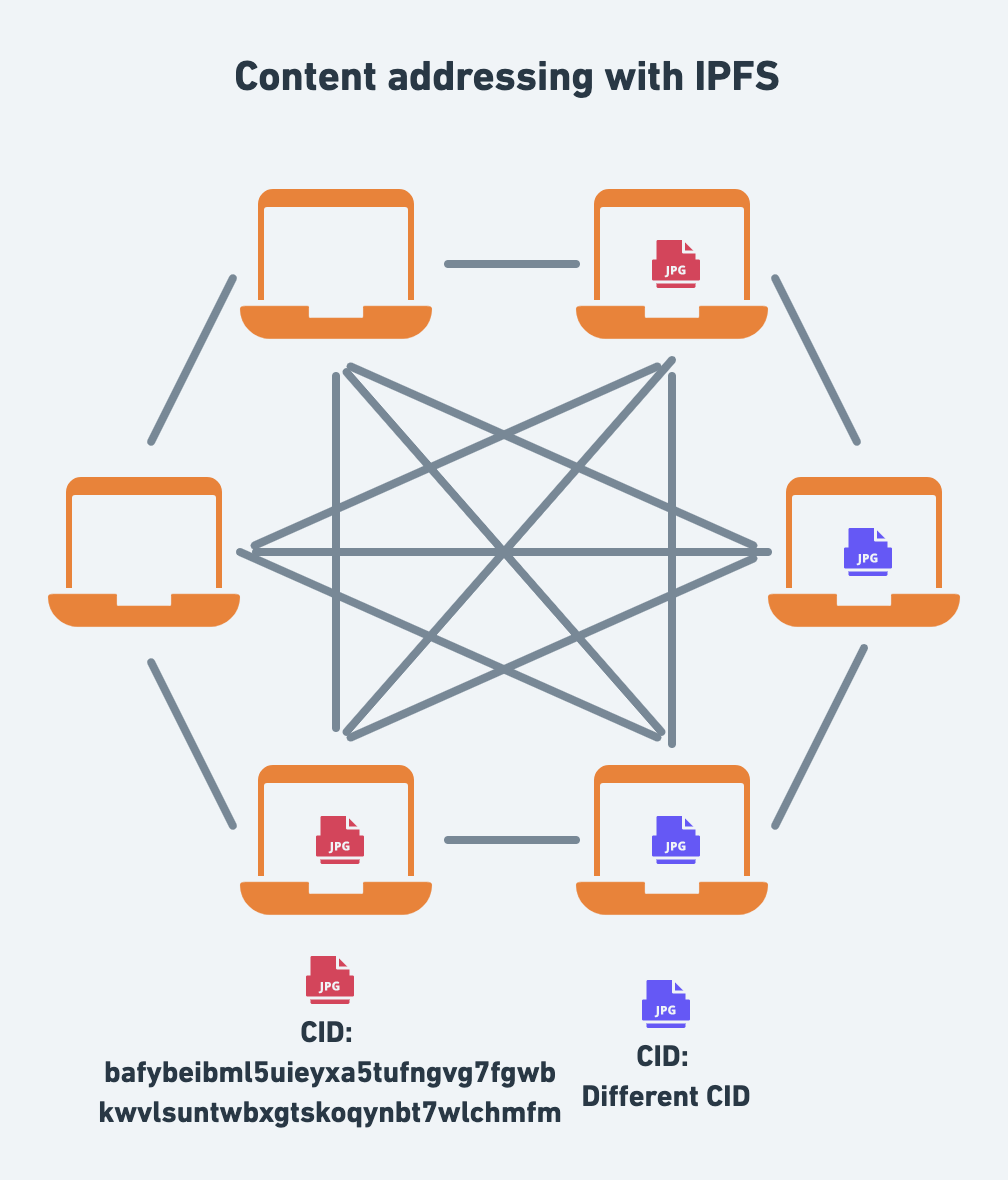 Content addressing with IPFS
JPG
JPG
JPG
JPG
JPG
JPG
CID:
bafybeibml5uieyxa5tufngvg7fgwb
kwvlsuntwbxgtskoqynbt7wlchmfm
CID:
Different CID